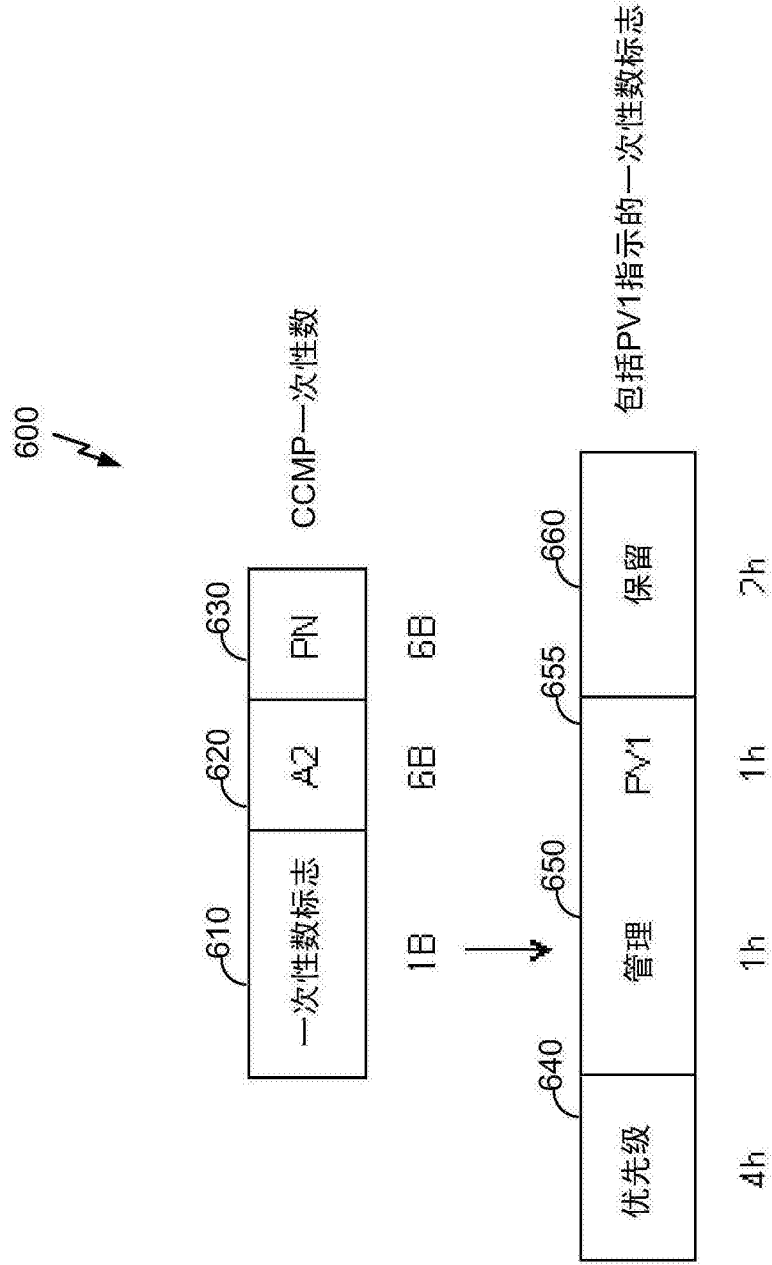 600
610 620 630
一次性数标志 A2 PN CCMP一次性数
1B 6B 6B
640 650 655 660
优先级 管理 PV1 保留 包括PV1指示的一次性数标志
4h 1h 1h 2h